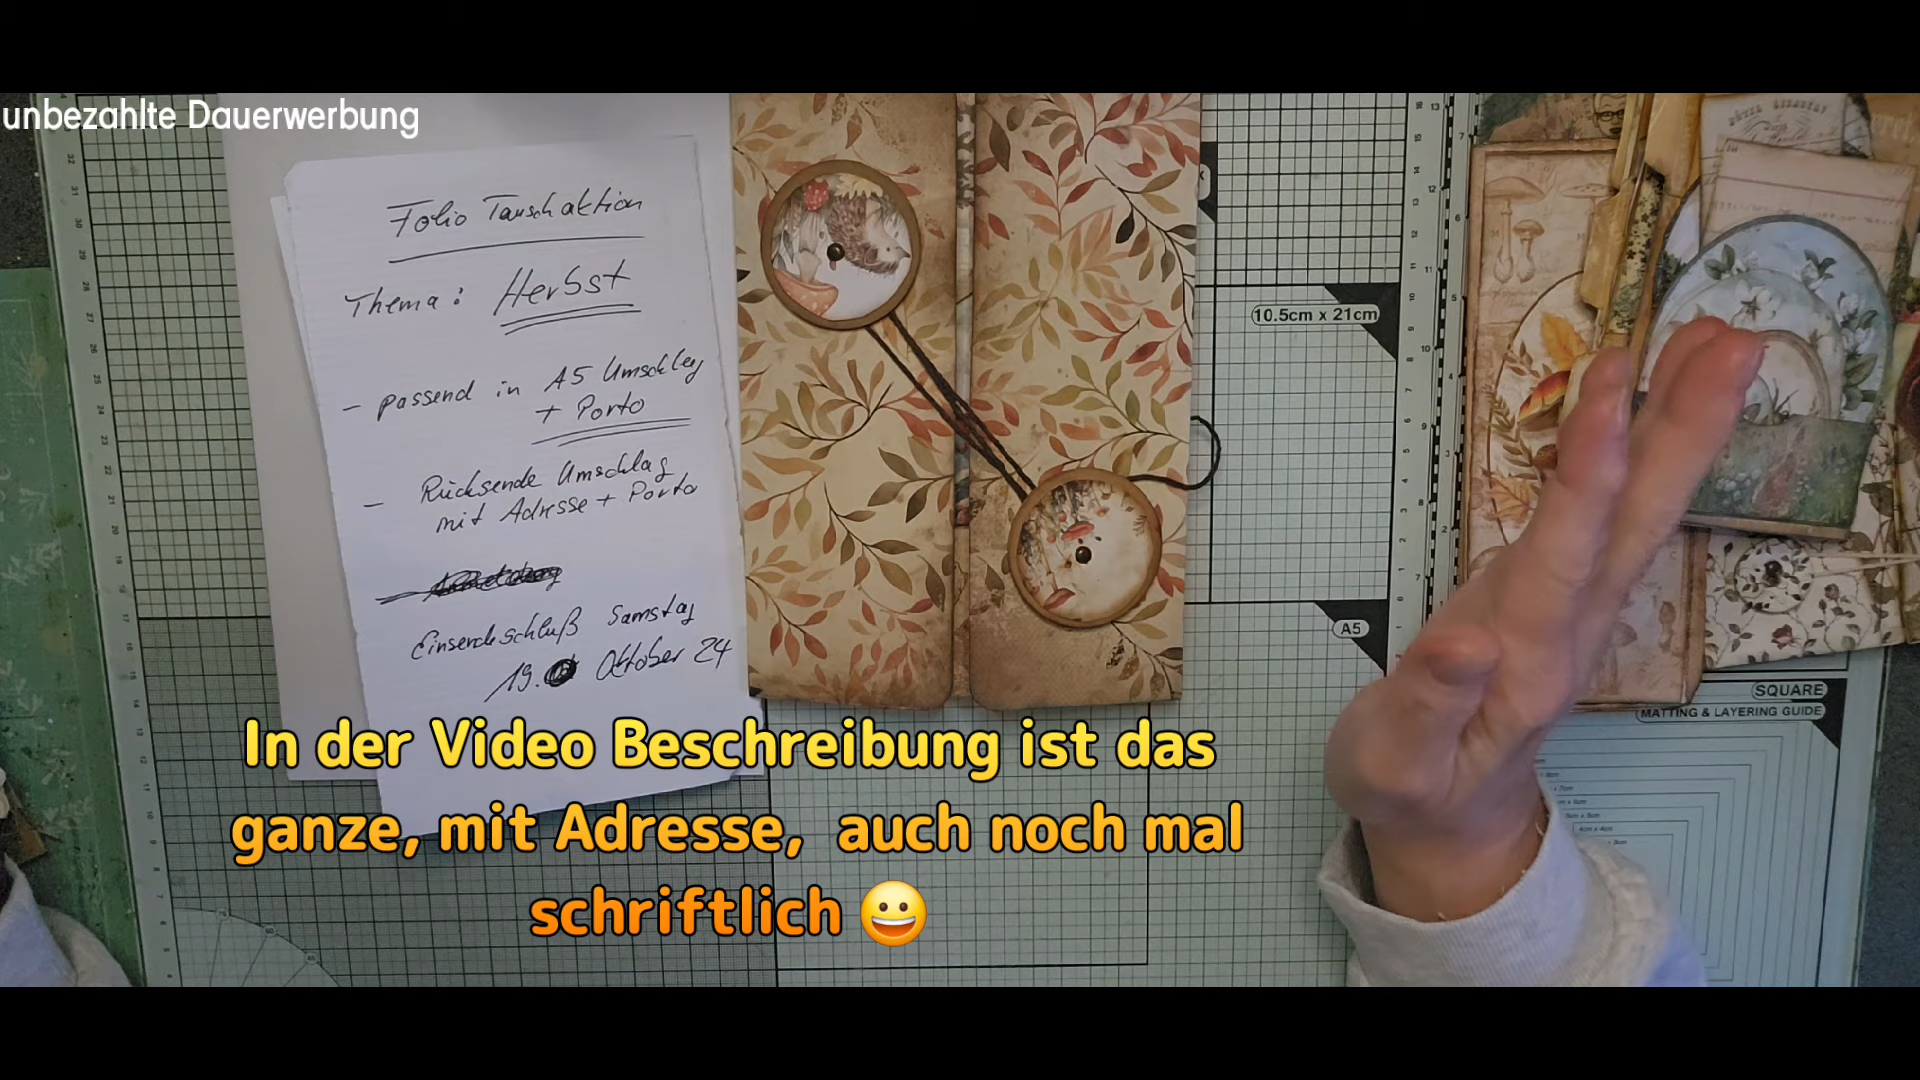 unbezahlte Dauerwerbung
Folio Tauschaktion
Thema: Herbst
- passend in A5 Umschlag
+ Porto
- Rücksende Umschlag
mit Adresse + Porto
Einsendeschluß Samstag
19. Oktober 24
10.5cm x 21cm
A5
SQUARE
MATTING & LAYERING GUIDE
In der Video Beschreibung ist das
ganze, mit Adresse, auch noch mal
schriftlich 😀